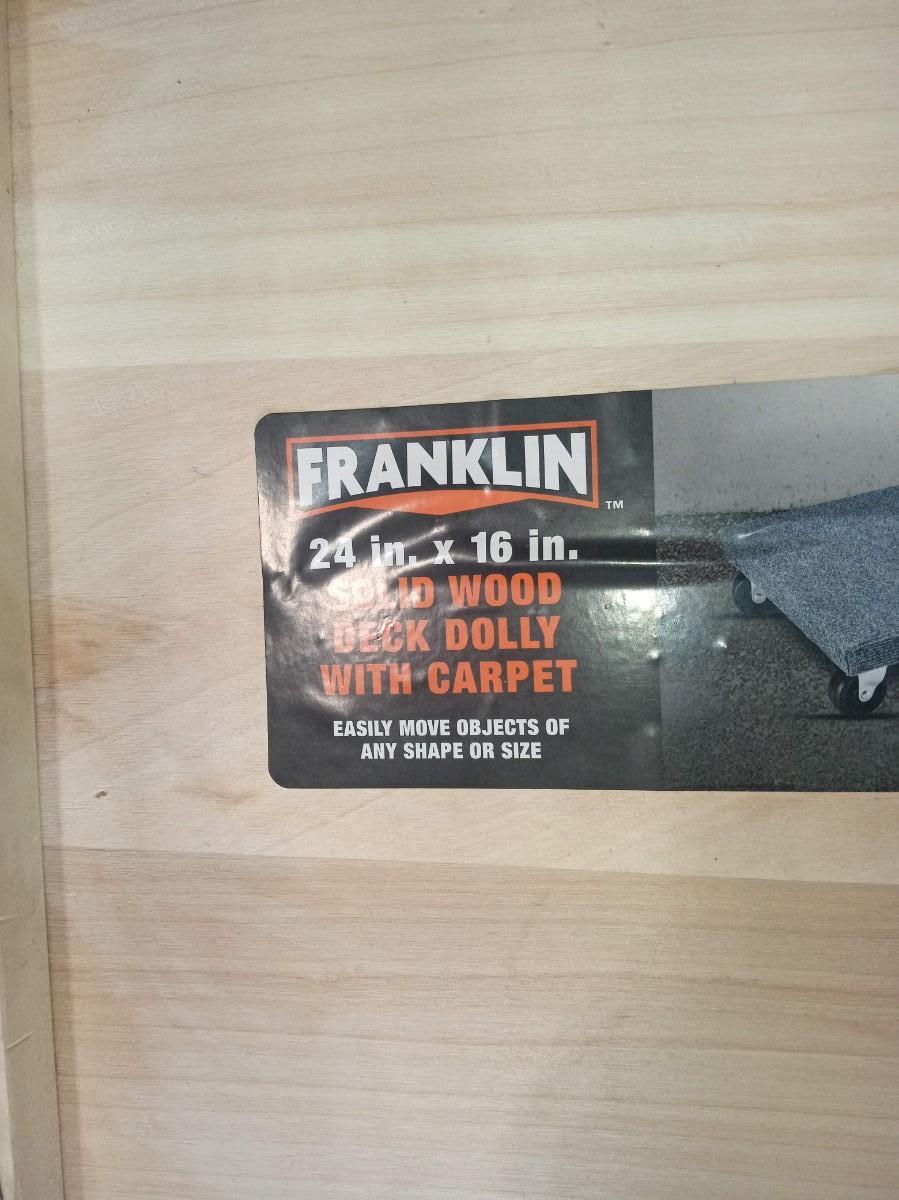 FRANKLIN
TM
24 in. x 16 in.
SOLID WOOD
DECK DOLLY
WITH CARPET
EASILY MOVE OBJECTS OF
ANY SHAPE OR SIZE